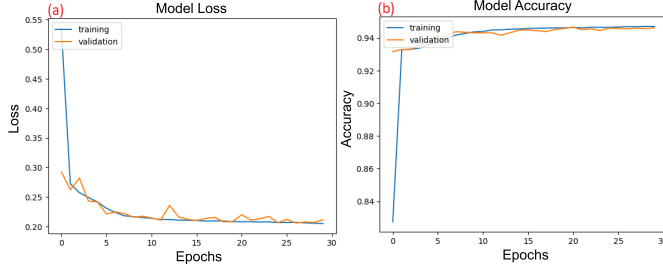 (a) Model Loss
training
validation
0.55
0.50
0.45
0.40
0.35
0.30
0.25
0.20
Loss
0 5 10 15 20 25 30
Epochs
(b) Model Accuracy
training
validation
0.94
0.92
0.90
0.88
0.86
0.84
Accuracy
0 5 10 15 20 25 30
Epochs